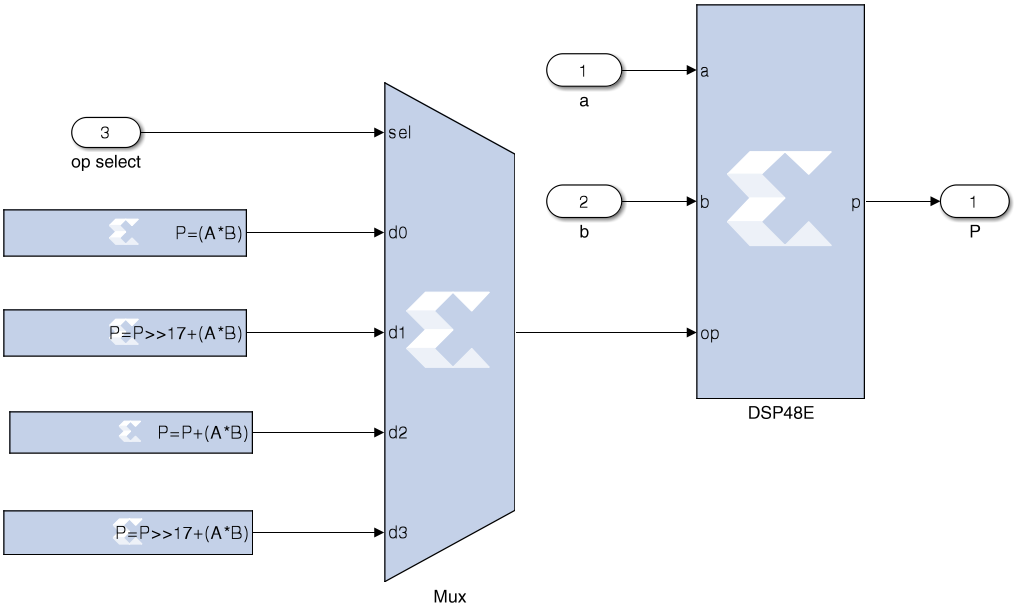 1
a
a
3
op select
sel
2
b
b
p
1
P
P=(A*B)
d0
P=P>>17+(A*B)
d1
op
DSP48E
P=P+(A*B)
d2
P=P>>17+(A*B)
d3
Mux